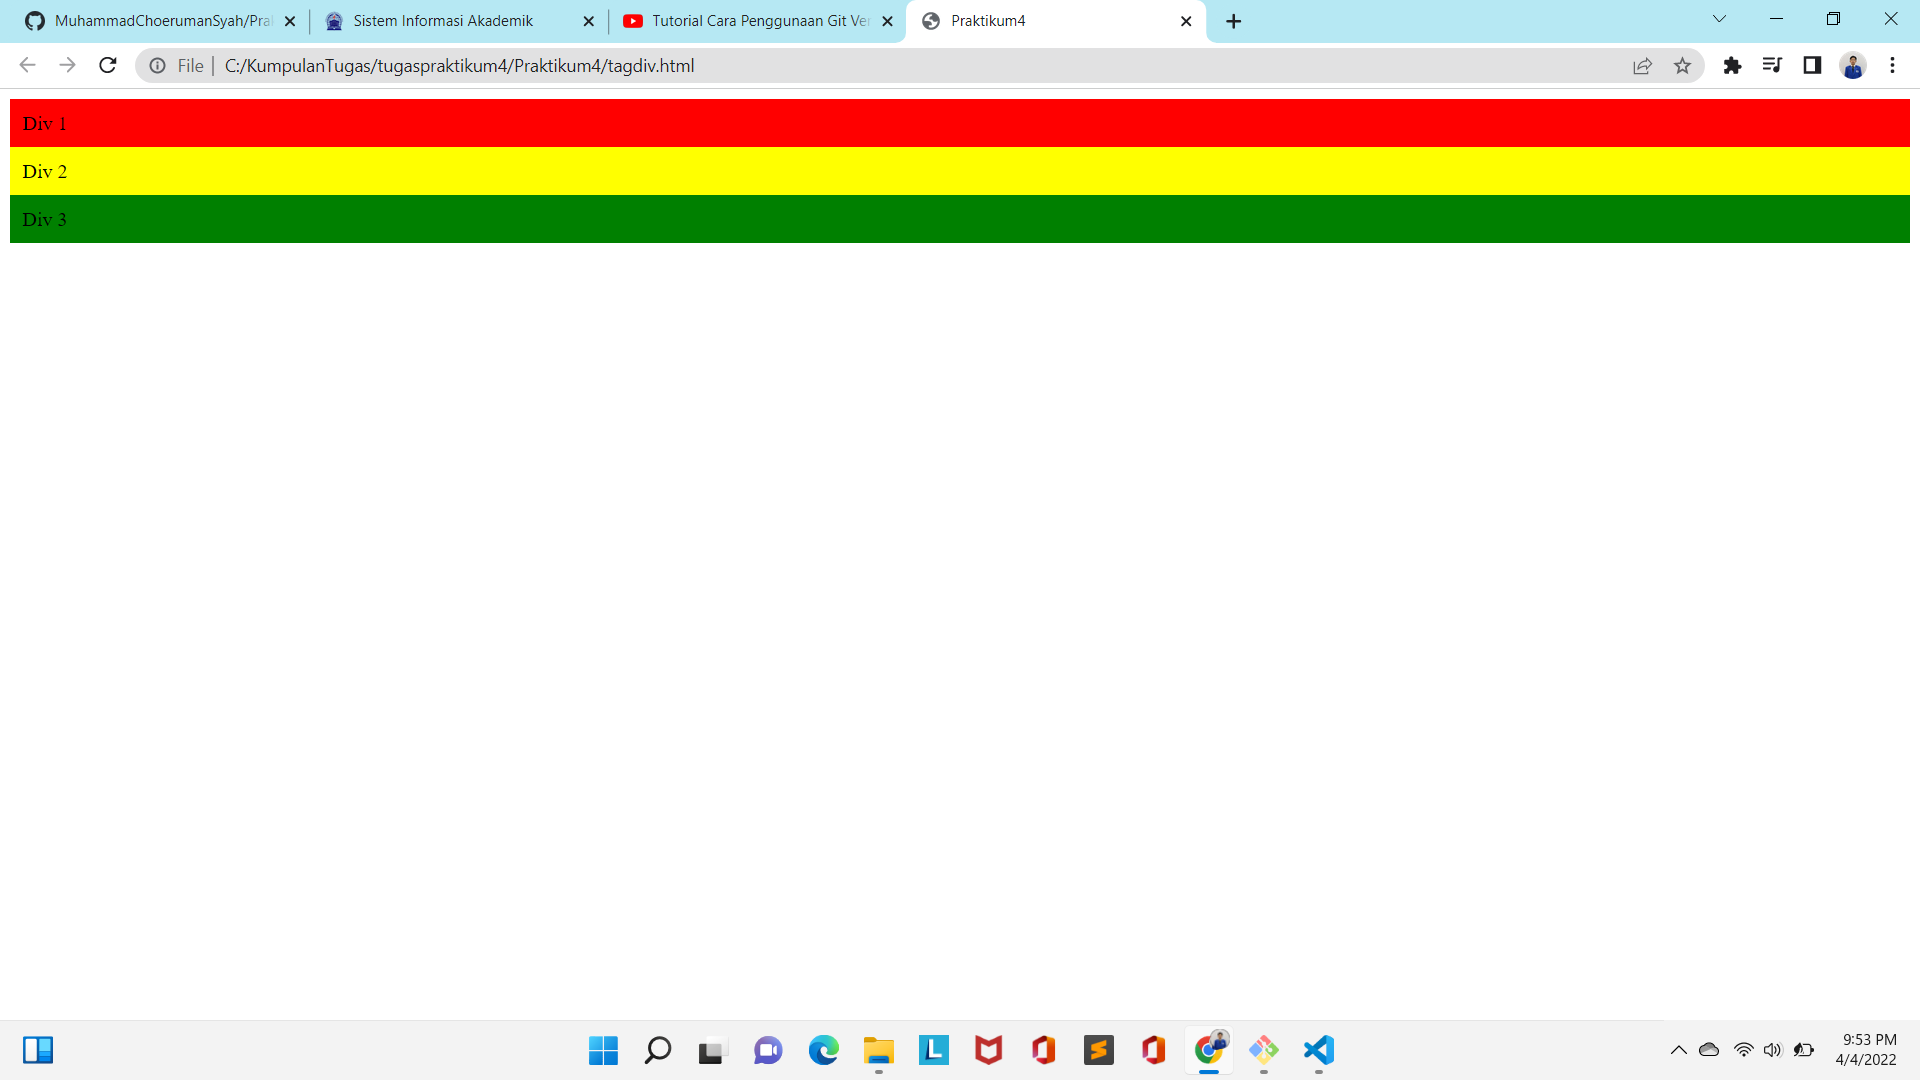 MuhammadChoerumanSyah/Pra
Sistem Informasi Akademik
Tutorial Cara Penggunaan Git Ver
Praktikum4
File
C:/KumpulanTugas/tugaspraktikum4/Praktikum4/tagdiv.html
Div 1
Div 2
Div 3
9:53 PM
4/4/2022